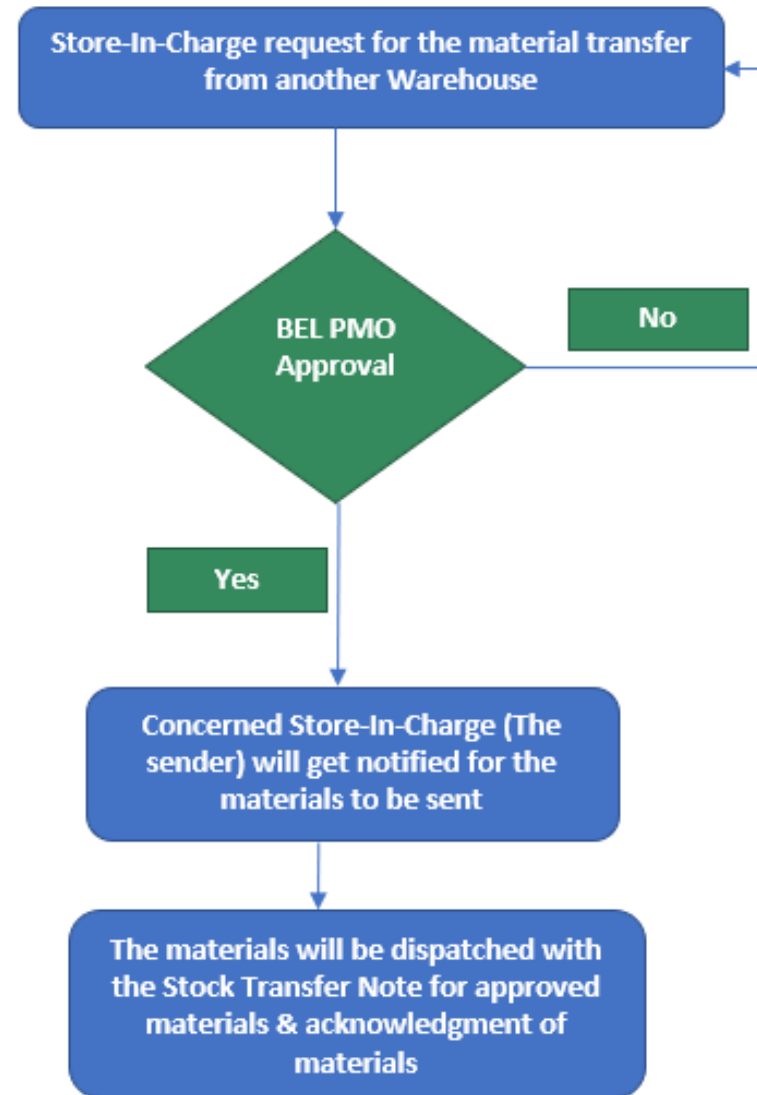 Store-In-Charge request for the material transfer
from another Warehouse
BEL PMO
Approval
No
Yes
Concerned Store-In-Charge (The
sender) will get notified for the
materials to be sent
The materials will be dispatched with
the Stock Transfer Note for approved
materials & acknowledgment of
materials